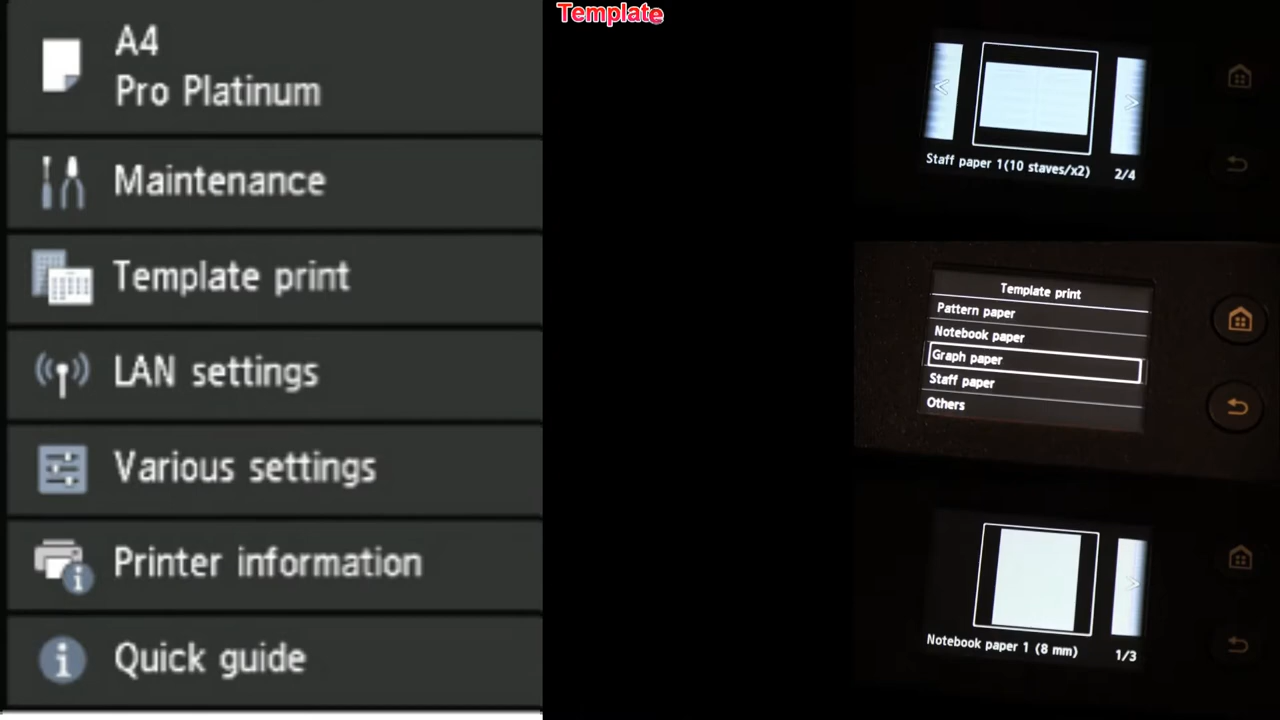 A4
Pro Platinum
Maintenance
Template print
LAN settings
Various settings
Printer information
Quick guide
Template
Staff paper 1(10 staves/x2) 2/4
Template print
Pattern paper
Notebook paper
Graph paper
Staff paper
Others
Notebook paper 1 (8 mm) 1/3